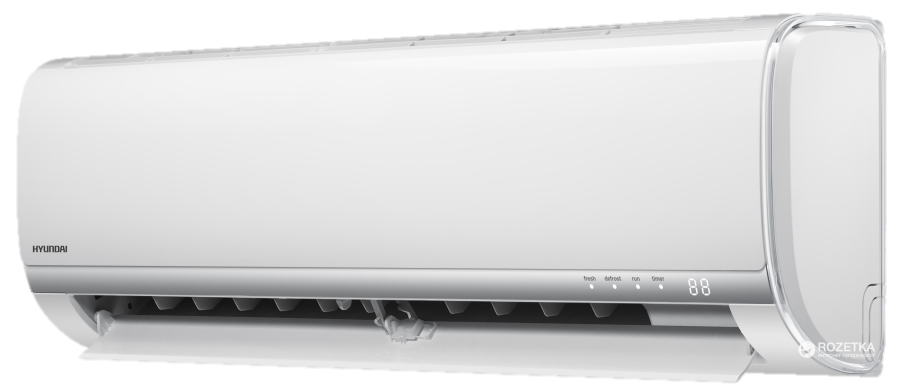 HYUNDAI
fresh defrost run timer
88
ROZETKA